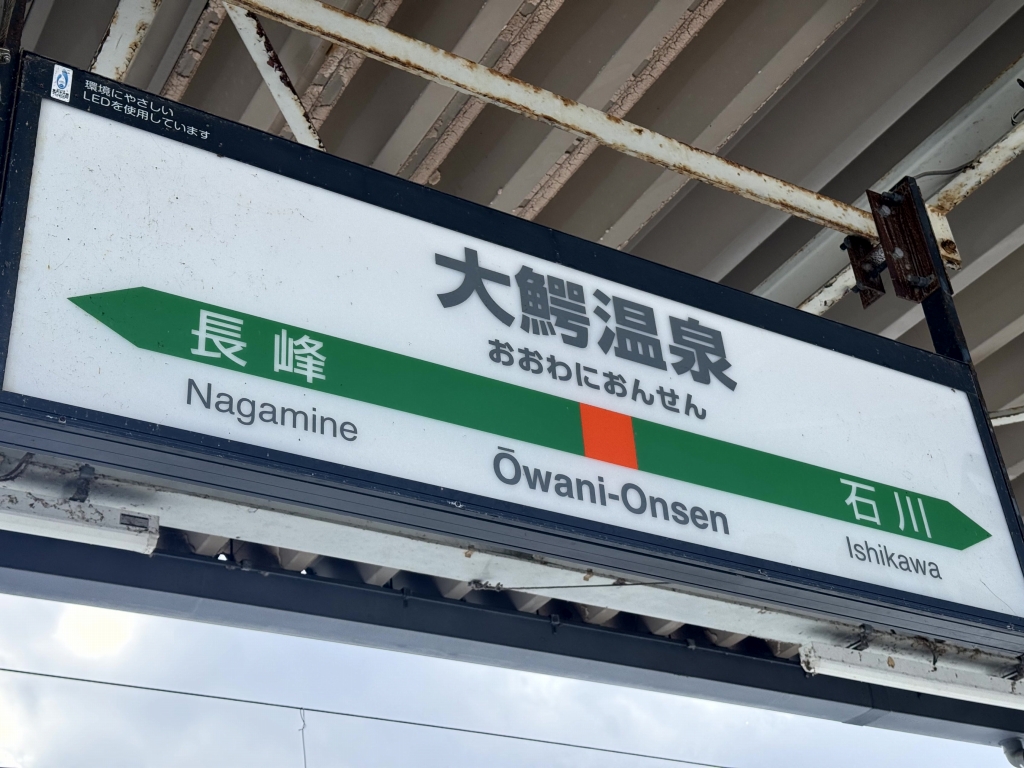 環境にやさしい
LEDを使用しています
大鰐温泉
おおわにおんせん
長峰
Nagamine
Ōwani-Onsen
石川
Ishikawa